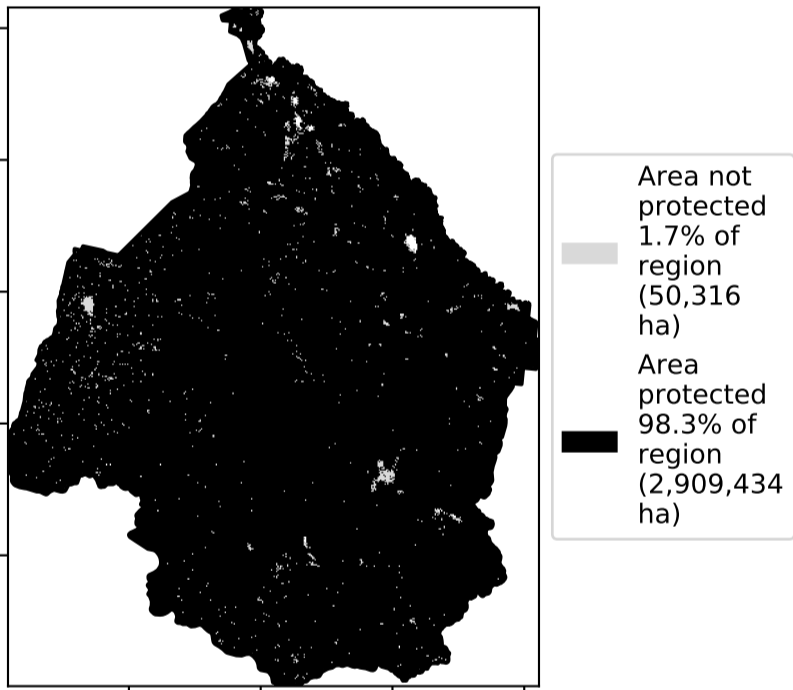 Area not
protected
1.7% of
region
(50,316
ha)
Area
protected
98.3% of
region
(2,909,434
ha)